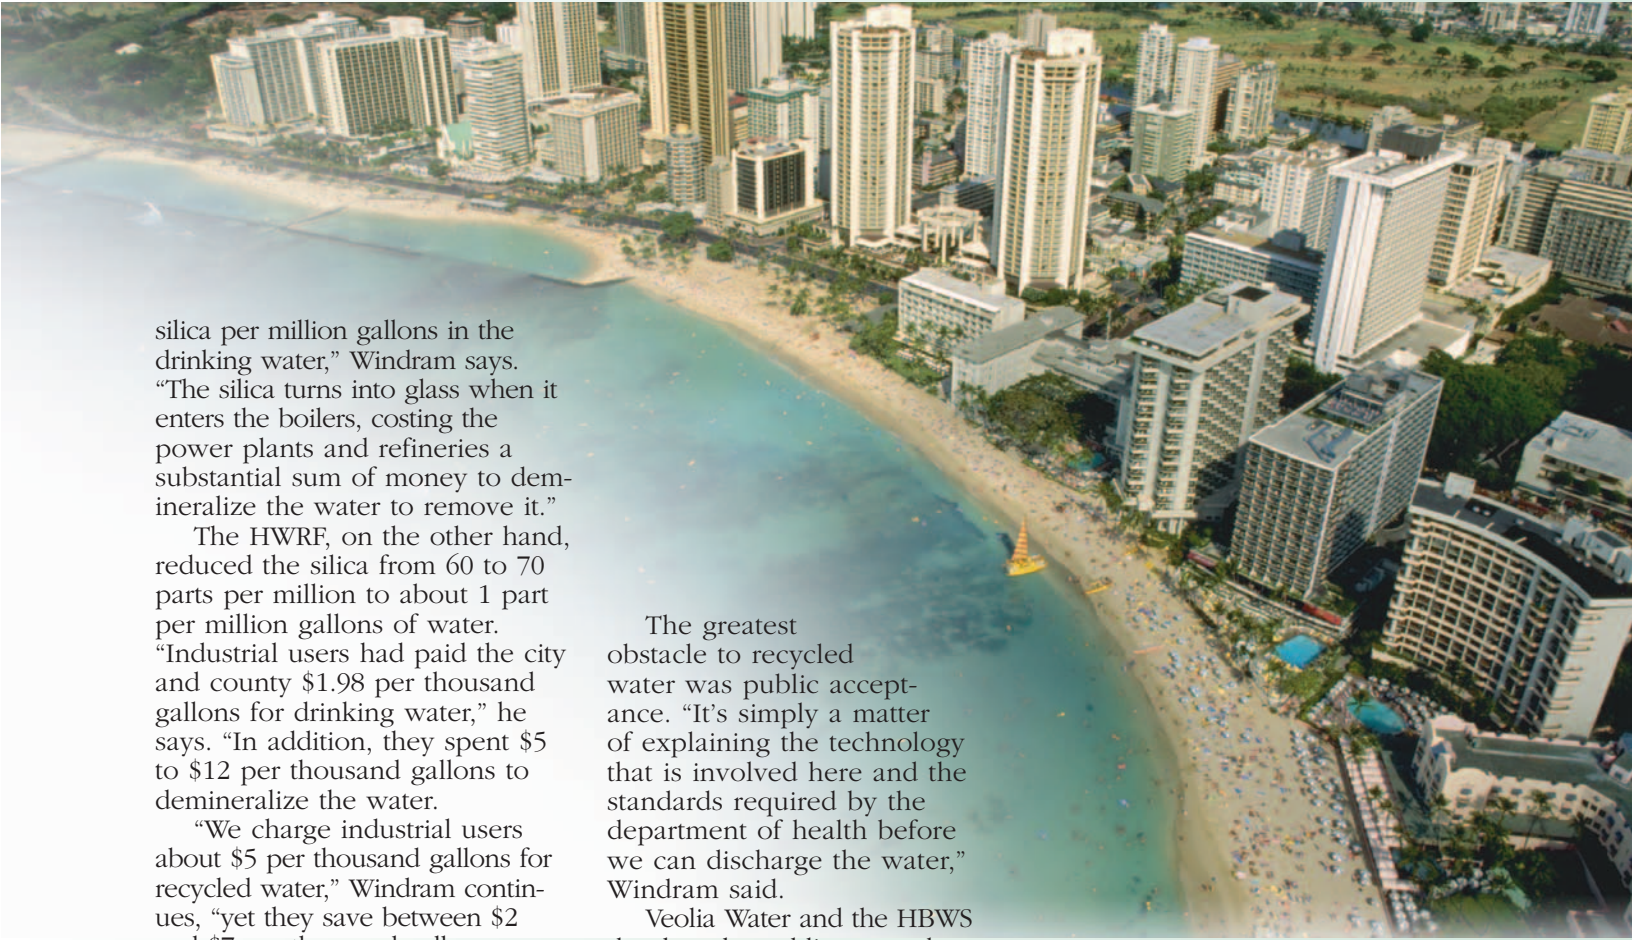 silica per million gallons in the
drinking water,” Windram says.
“The silica turns into glass when it
enters the boilers, costing the
power plants and refineries a
substantial sum of money to dem-
ineralize the water to remove it.”
The HWRF, on the other hand,
reduced the silica from 60 to 70
parts per million to about 1 part
per million gallons of water.
“Industrial users had paid the city
and county $1.98 per thousand
gallons for drinking water,” he
says. “In addition, they spent $5
to $12 per thousand gallons to
demineralize the water.
“We charge industrial users
about $5 per thousand gallons for
recycled water,” Windram contin-
ues, “yet they save between $2
The greatest
obstacle to recycled
water was public accept-
ance. “It’s simply a matter
of explaining the technology
that is involved here and the
standards required by the
department of health before
we can discharge the water,”
Windram said.
Veolia Water and the HBWS